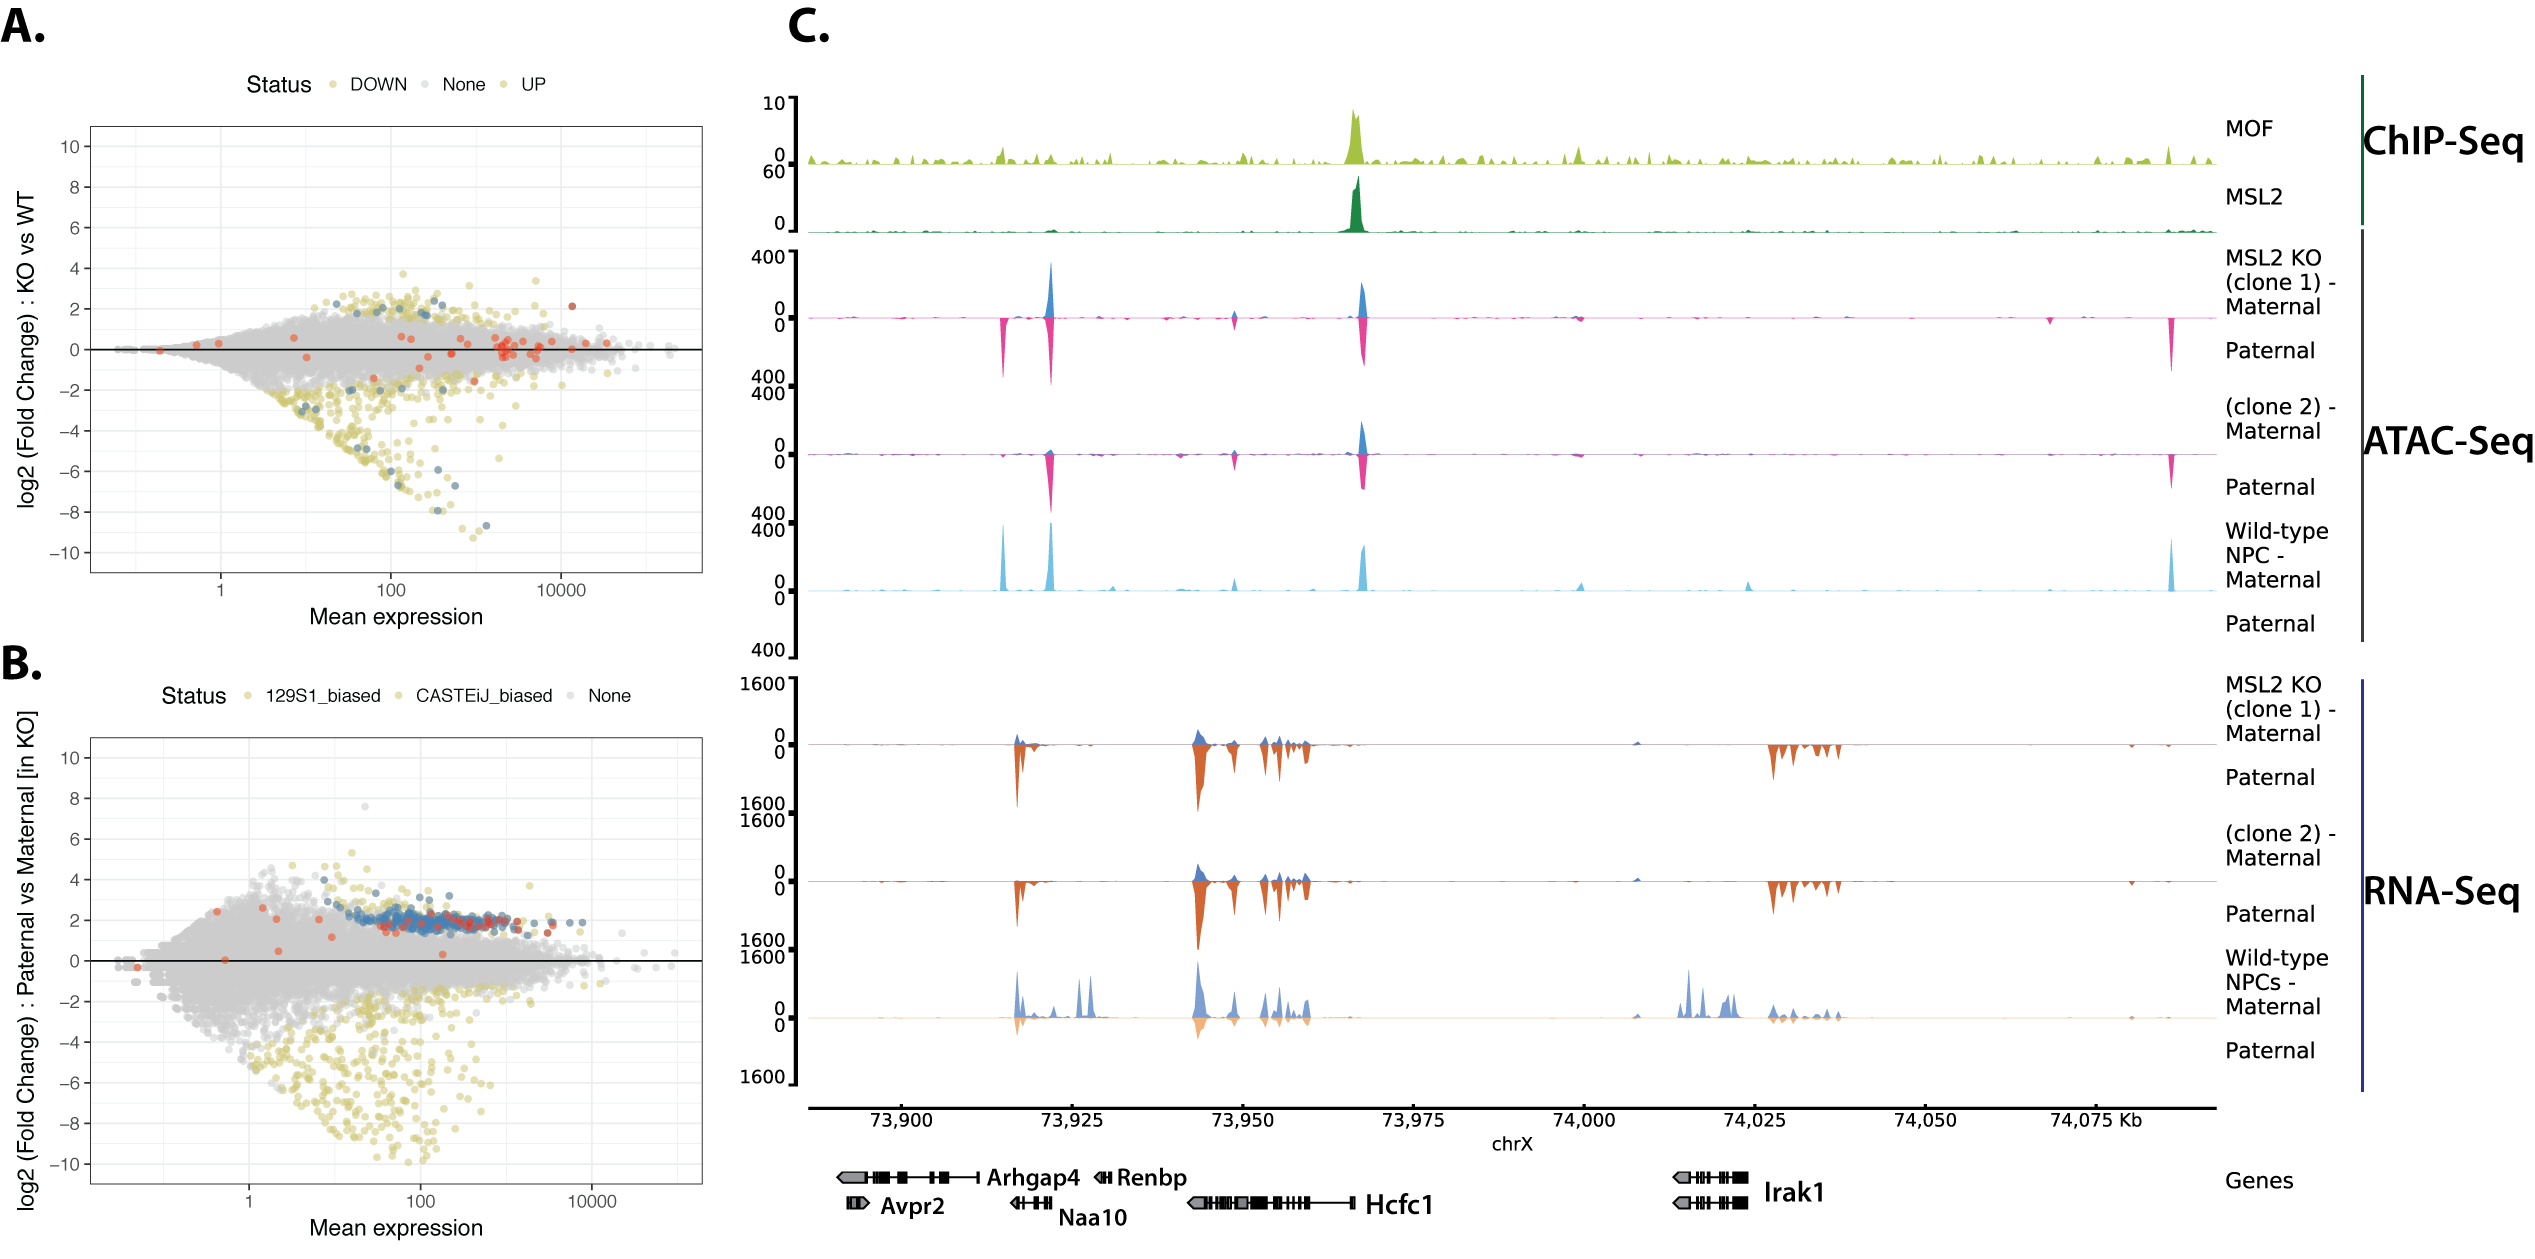 A.
Status DOWN None UP
log2 (Fold Change) : KO vs WT
10
8
6
4
2
0
−2
−4
−6
−8
−10
1 100 10000
Mean expression
B.
Status 129S1_biased CASTEiJ_biased None
log2 (Fold Change) : Paternal vs Maternal [in KO]
10
8
6
4
2
0
−2
−4
−6
−8
−10
1 100 10000
Mean expression
C.
10
0
MOF
60
0
MSL2
ChIP-Seq
400
0
MSL2 KO
(clone 1) -
Maternal
0
400
Paternal
400
0
(clone 2) -
Maternal
0
400
Paternal
400
0
Wild-type
NPC -
Maternal
0
400
Paternal
ATAC-Seq
1600
0
MSL2 KO
(clone 1) -
Maternal
0
1600
Paternal
1600
0
(clone 2) -
Maternal
0
1600
Paternal
1600
0
Wild-type
NPCs -
Maternal
0
1600
Paternal
RNA-Seq
73,900 73,925 73,950 73,975 74,000 74,025 74,050 74,075 Kb
chrX
Arhgap4 Renbp
Avpr2 Naa10 Hcfc1 Irak1
Genes